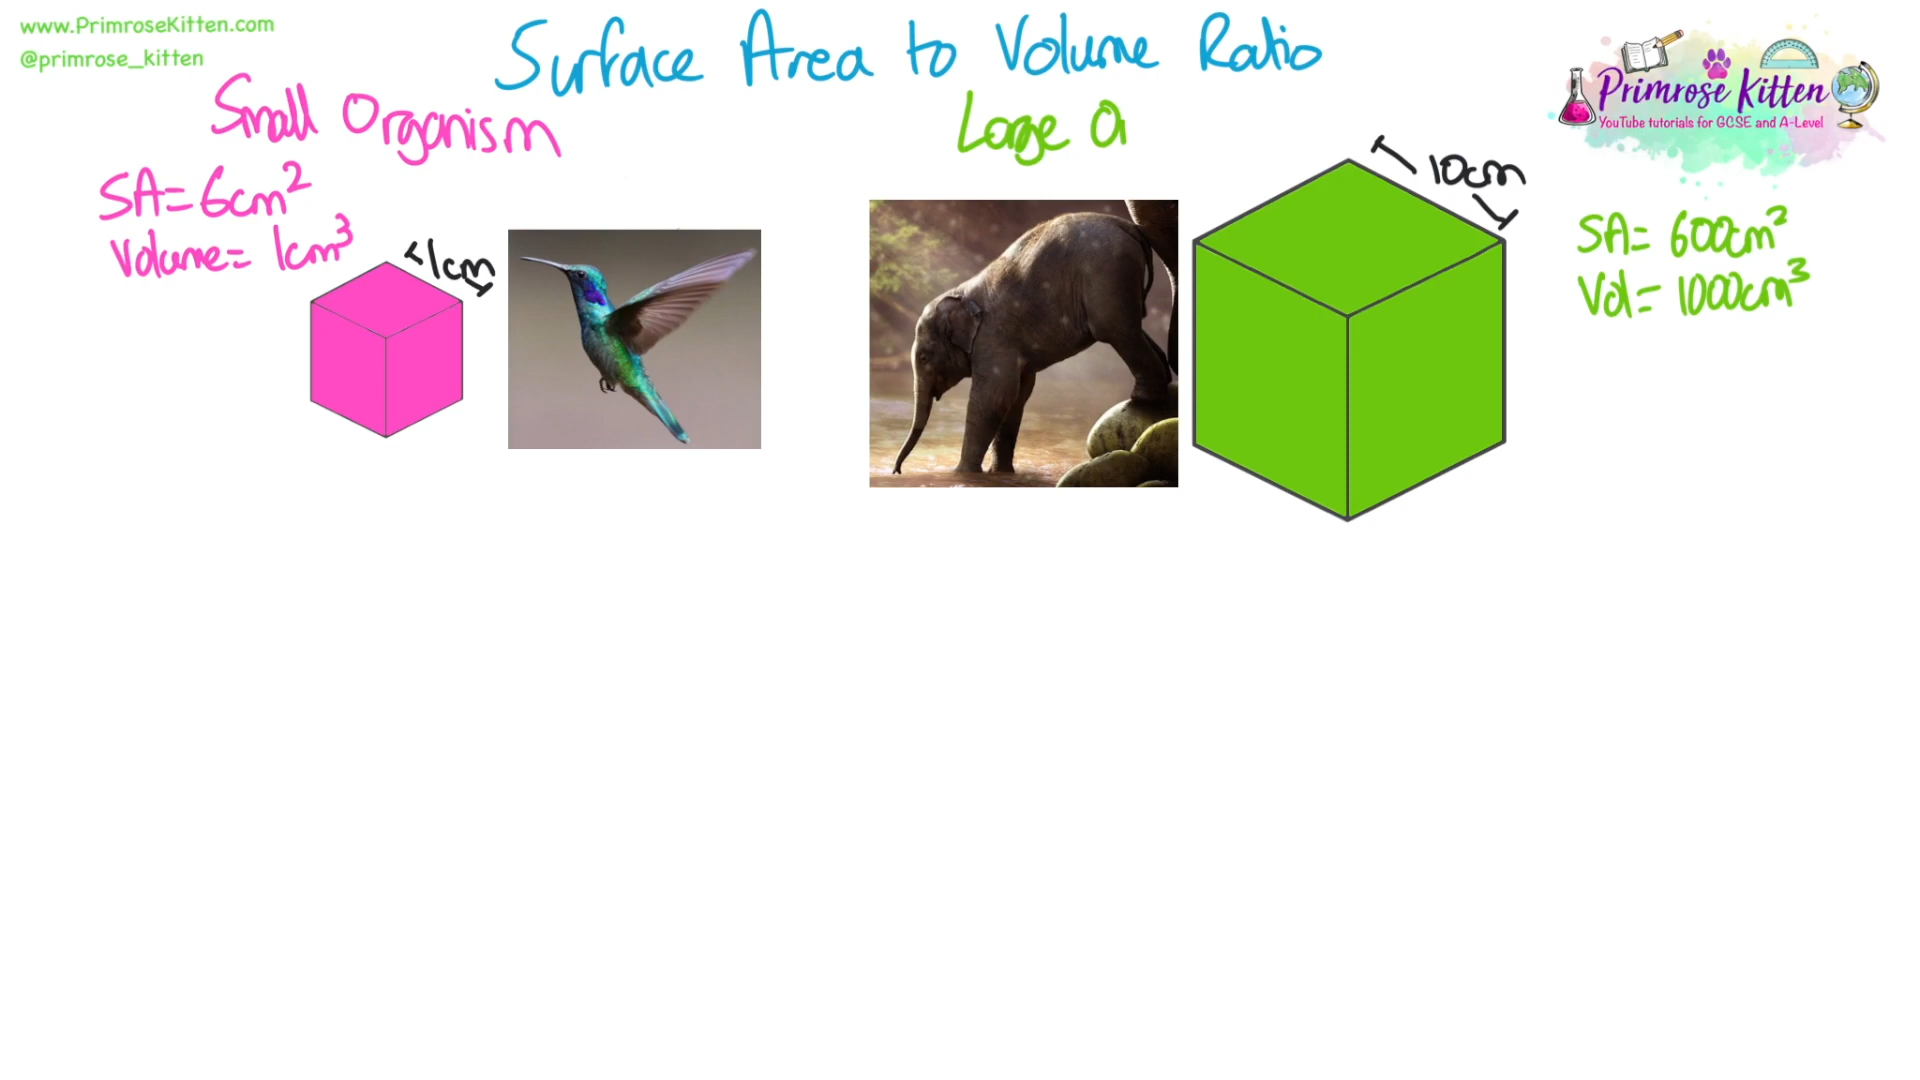 www.PrimroseKitten.com
@primrose_kitten
Surface Area to Volume Ratio
Primrose Kitten
YouTube tutorials for GCSE and A-Level
Small Organism
SA= 6cm²
Volume= 1cm³
1cm
Large O
10cm
SA= 600cm²
Vol= 1000cm³